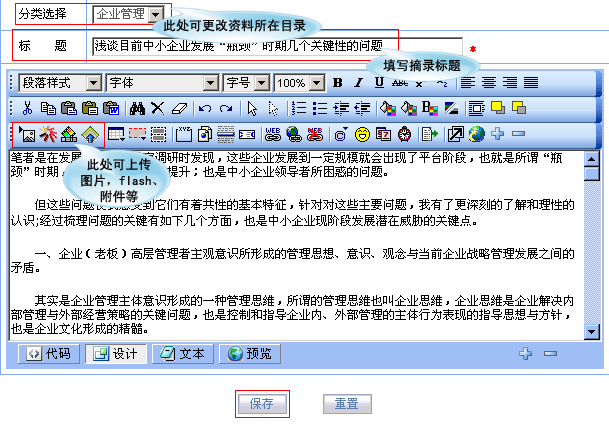 分类选择 企业管理
此处可更改资料所在目录
标 题 浅谈目前中小企业发展“瓶颈”时期几个关键性的问题 *
填写摘录标题
段落样式 字体 字号 100% B I U ABC
WEB WEB WEB
笔者是在发展 调研时发现，这些企业发展到一定规模就会出现了平台阶段，也就是所谓“瓶
颈”时期， 提升；也是中小企业领导者所困惑的问题。
此处可上传
图片，flash、
附件等
但这些问题 到它们有着共性的基本特征，针对对这些主要问题，我有了更深刻的了解和理性的
认识;经过梳理问题的关键有如下几个方面，也是中小企业现阶段发展潜在威胁的关键点。
一、企业（老板）高层管理者主观意识所形成的管理思想、意识、观念与当前企业战略管理发展之间的
矛盾。
其实是企业管理主体意识形成的一种管理思维，所谓的管理思维也叫企业思维，企业思维是企业解决内
部管理与外部经营策略的关键问题，也是控制和指导企业内、外部管理的主体行为表现的指导思想与方针，
也是企业文化形成的精髓。
代码 设计 文本 预览
保存 重置